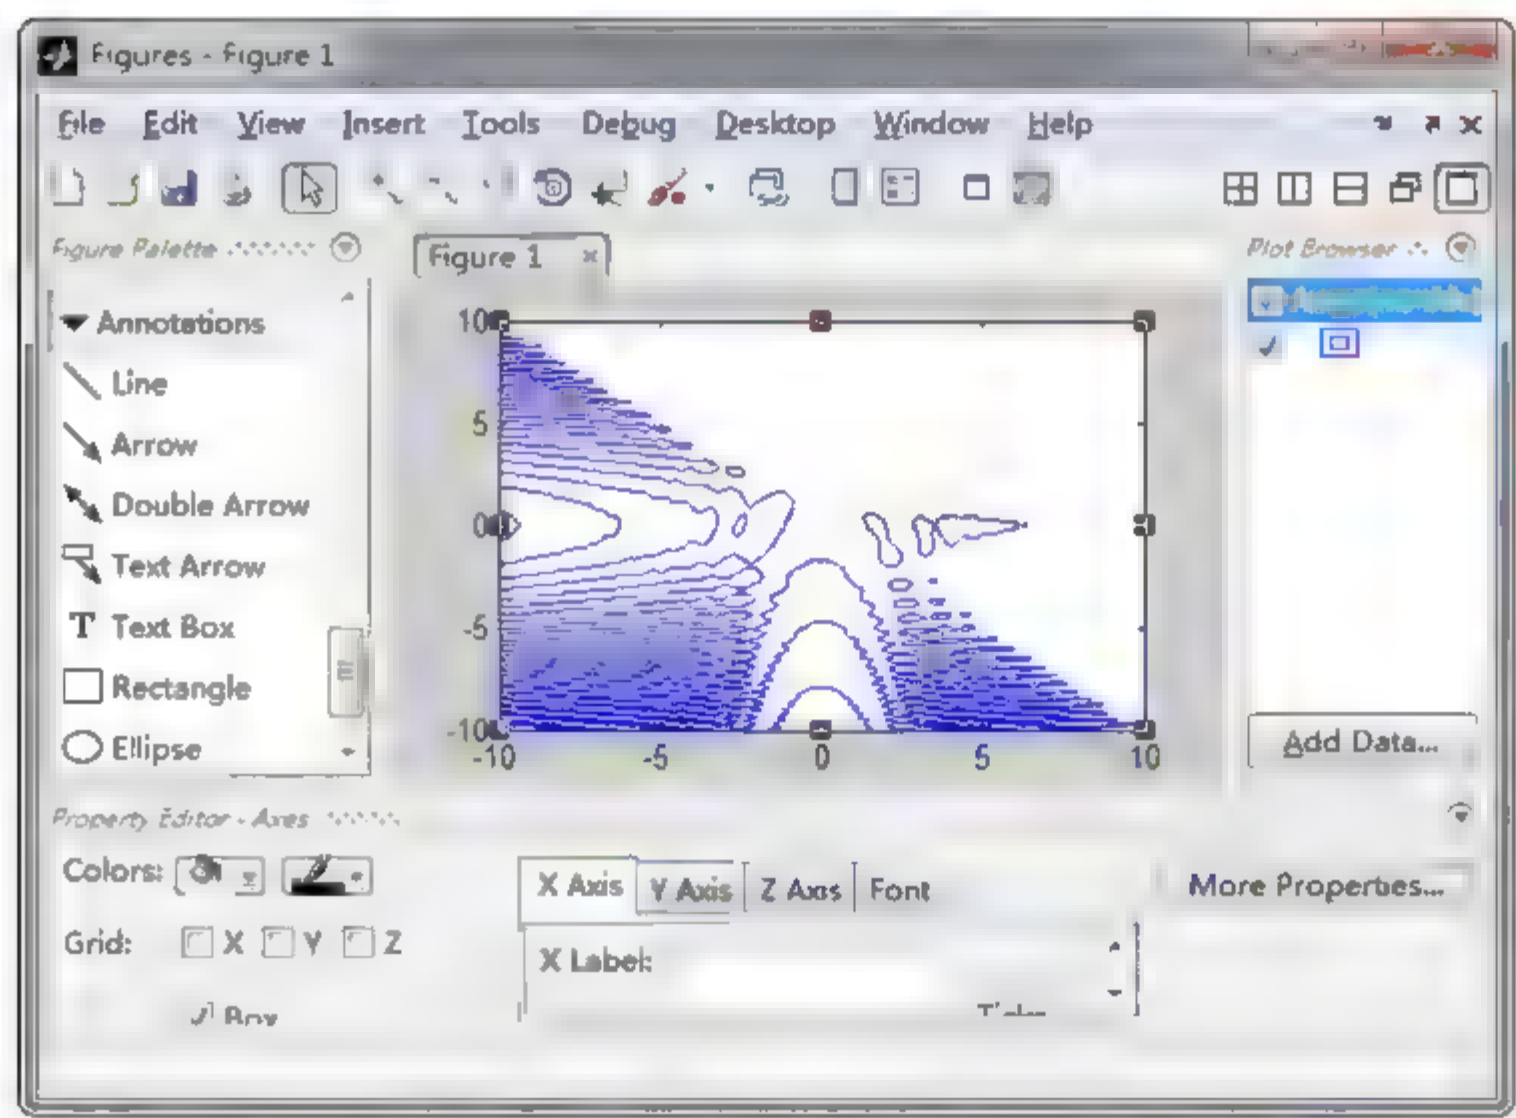 Figures - Figure 1
File Edit View Insert Tools Debug Desktop Window Help
Figure Palette
Figure 1
Plot Browser
Annotations
Line
Arrow
Double Arrow
Text Arrow
T Text Box
Rectangle
Ellipse
10
5
0
-5
-10
-10 -5 0 5 10
Add Data...
Property Editor - Axes
Colors:
X Axis Y Axis Z Axis Font
More Properties...
Grid: X Y Z
X Label:
Box